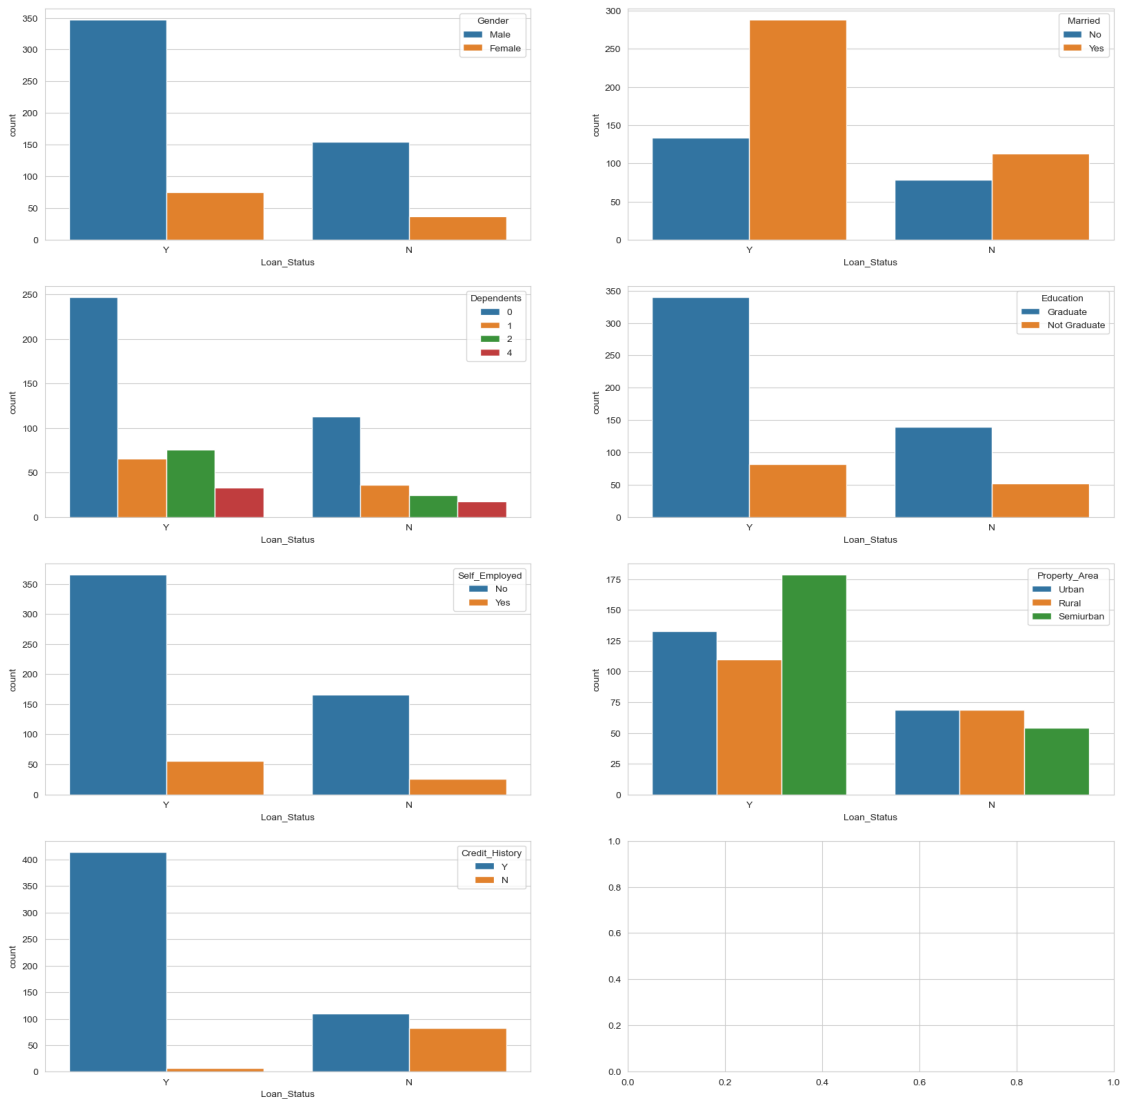 Gender
Male
Female
350
300
250
200
150
100
50
0
count
Y
N
Loan_Status
Married
No
Yes
300
250
200
150
100
50
0
count
Y
N
Loan_Status
Dependents
0
1
2
4
250
200
150
100
50
0
count
Y
N
Loan_Status
Education
Graduate
Not Graduate
350
300
250
200
150
100
50
0
count
Y
N
Loan_Status
Self_Employed
No
Yes
350
300
250
200
150
100
50
0
count
Y
N
Loan_Status
Property_Area
Urban
Rural
Semiurban
175
150
125
100
75
50
25
0
count
Y
N
Loan_Status
Credit_History
Y
N
400
350
300
250
200
150
100
50
0
count
Y
N
Loan_Status
1.0
0.8
0.6
0.4
0.2
0.0
0.0
0.2
0.4
0.6
0.8
1.0